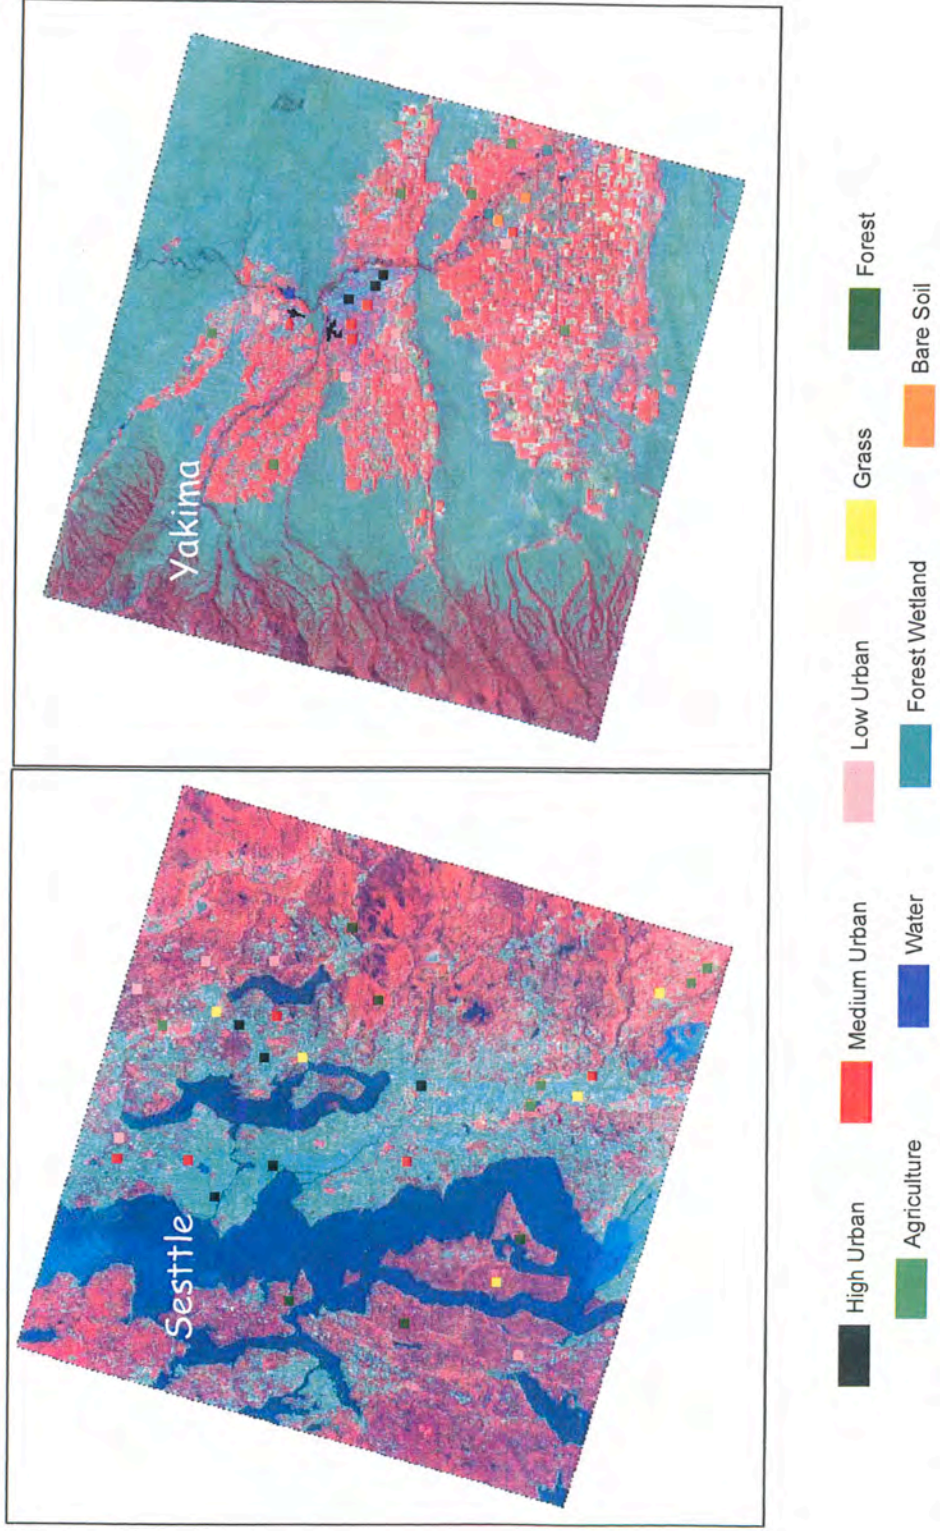 Sesttle
Yakima
High Urban
Medium Urban
Low Urban
Grass
Forest
Agriculture
Water
Forest Wetland
Bare Soil